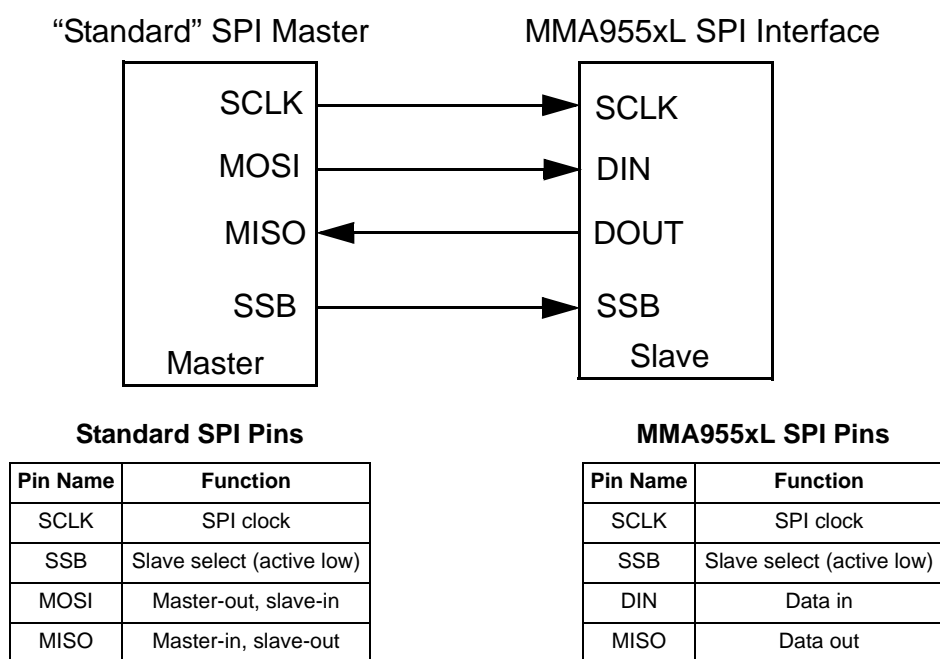 “Standard” SPI Master
MMA955xL SPI Interface
SCLK
MOSI
MISO
SSB
Master
SCLK
DIN
DOUT
SSB
Slave
Standard SPI Pins
Pin Name Function
SCLK SPI clock
SSB Slave select (active low)
MOSI Master-out, slave-in
MISO Master-in, slave-out
MMA955xL SPI Pins
Pin Name Function
SCLK SPI clock
SSB Slave select (active low)
DIN Data in
MISO Data out